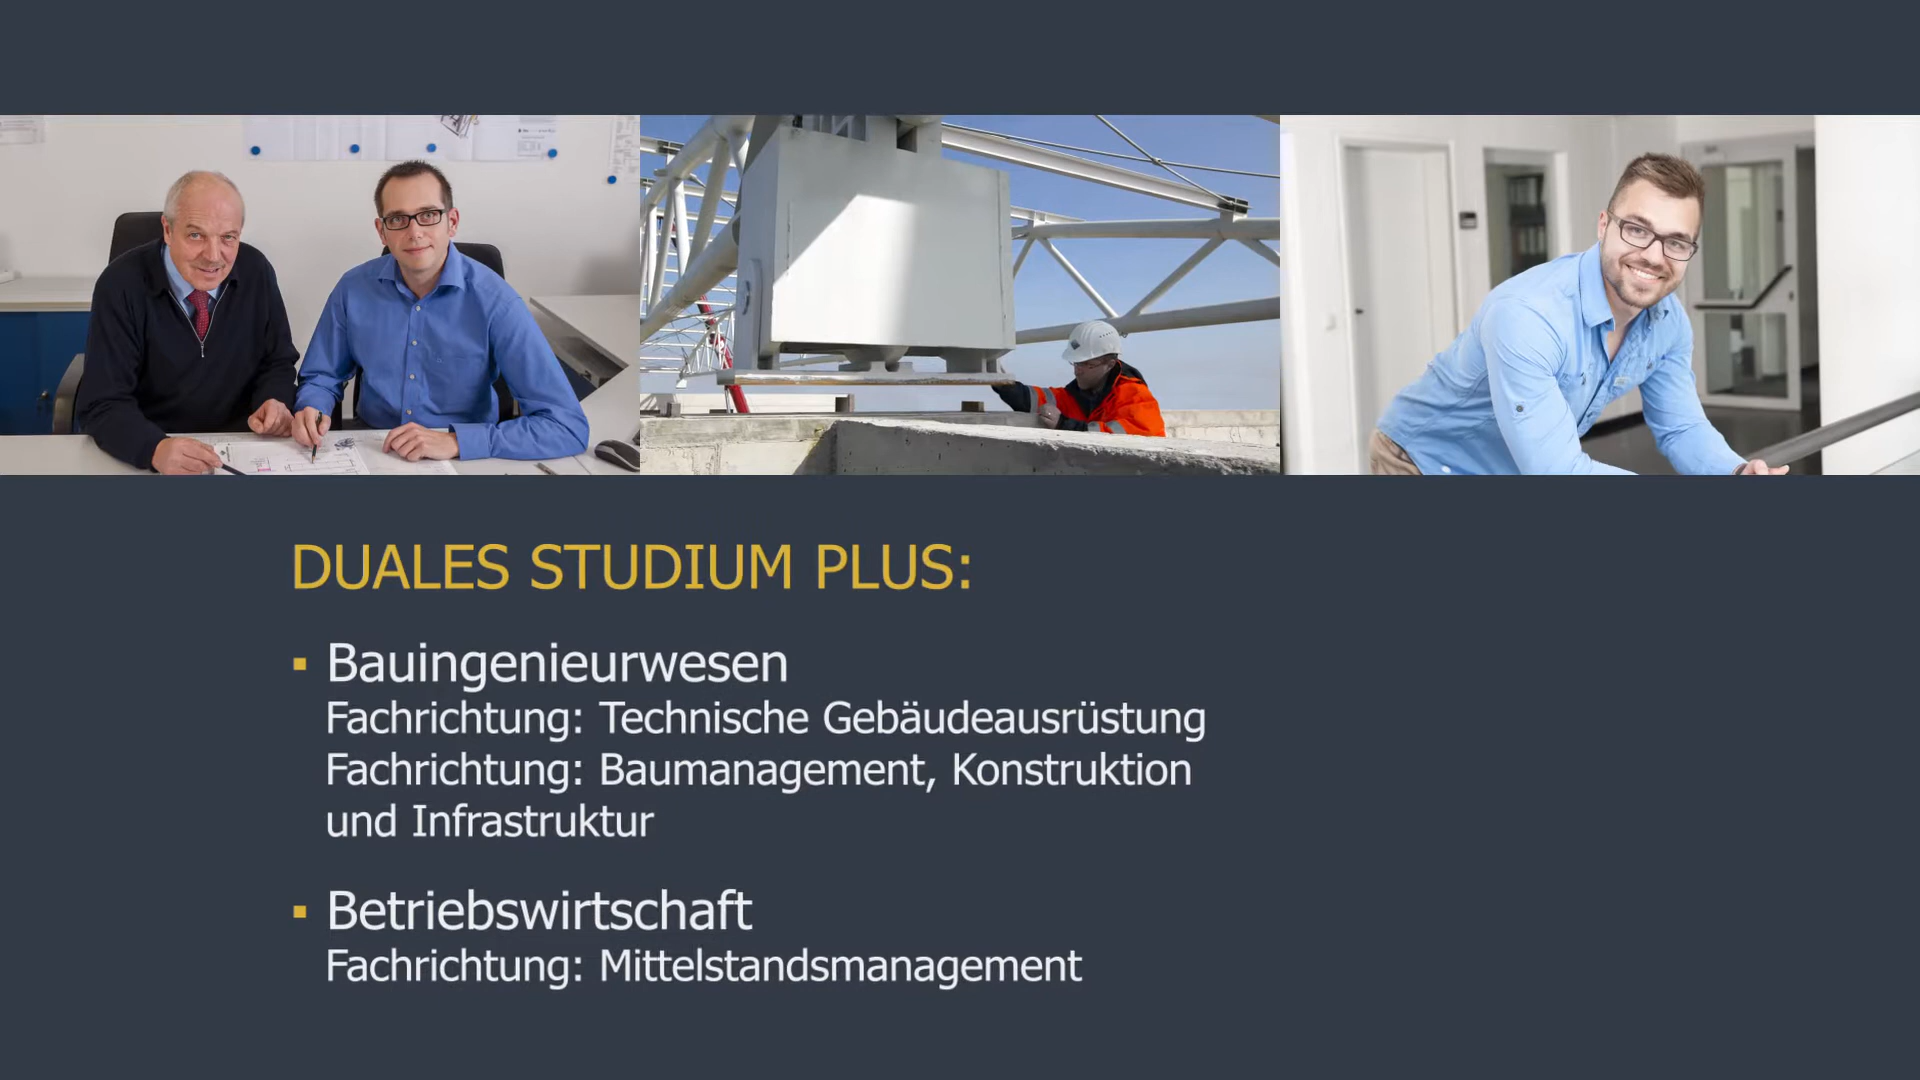 DUALES STUDIUM PLUS:
▪ Bauingenieurwesen
Fachrichtung: Technische Gebäudeausrüstung
Fachrichtung: Baumanagement, Konstruktion
und Infrastruktur
▪ Betriebswirtschaft
Fachrichtung: Mittelstandsmanagement